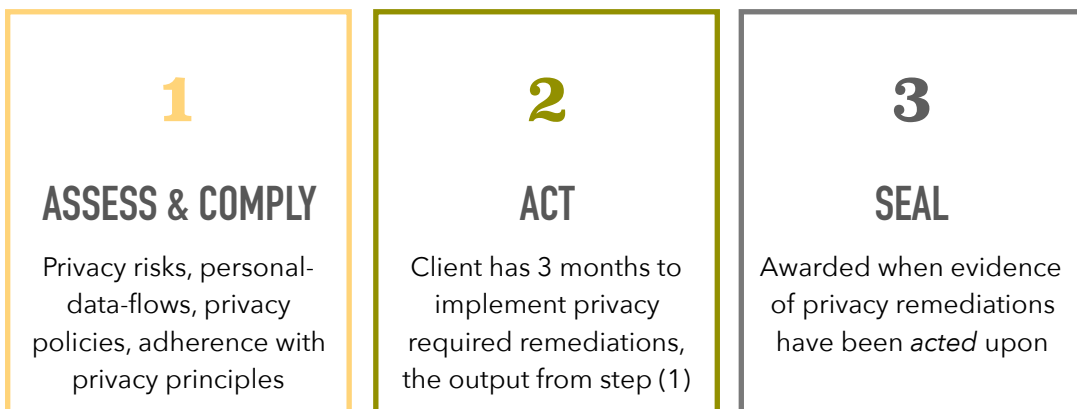 1
ASSESS & COMPLY
Privacy risks, personal-
data-flows, privacy
policies, adherence with
privacy principles
2
ACT
Client has 3 months to
implement privacy
required remediations,
the output from step (1)
3
SEAL
Awarded when evidence
of privacy remediations
have been acted upon